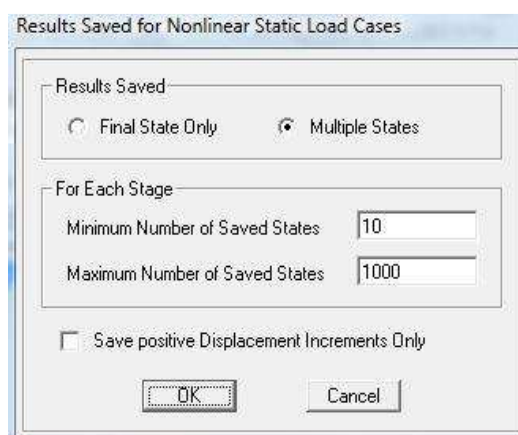 Results Saved for Nonlinear Static Load Cases
Results Saved
Final State Only Multiple States
For Each Stage
Minimum Number of Saved States 10
Maximum Number of Saved States 1000
Save positive Displacement Increments Only
OK Cancel